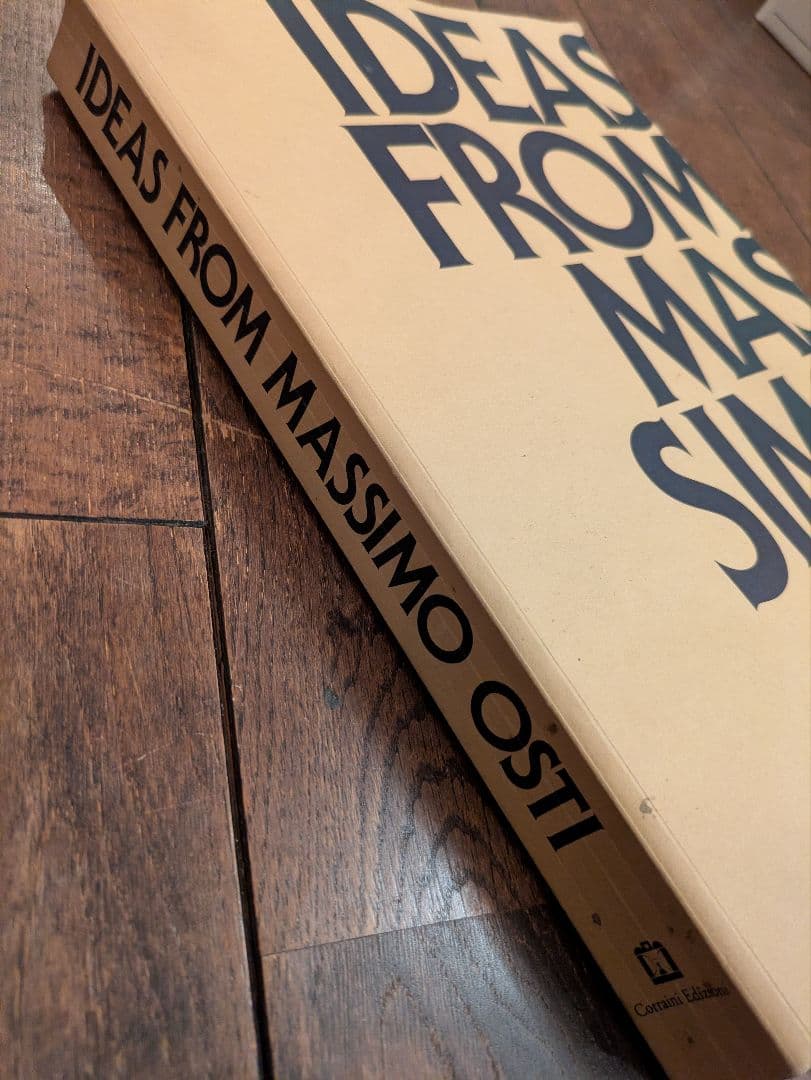 IDEAS
FROM
MAS
SIM
IDEAS FROM MASSIMO OSTI
Corraini Edizioni